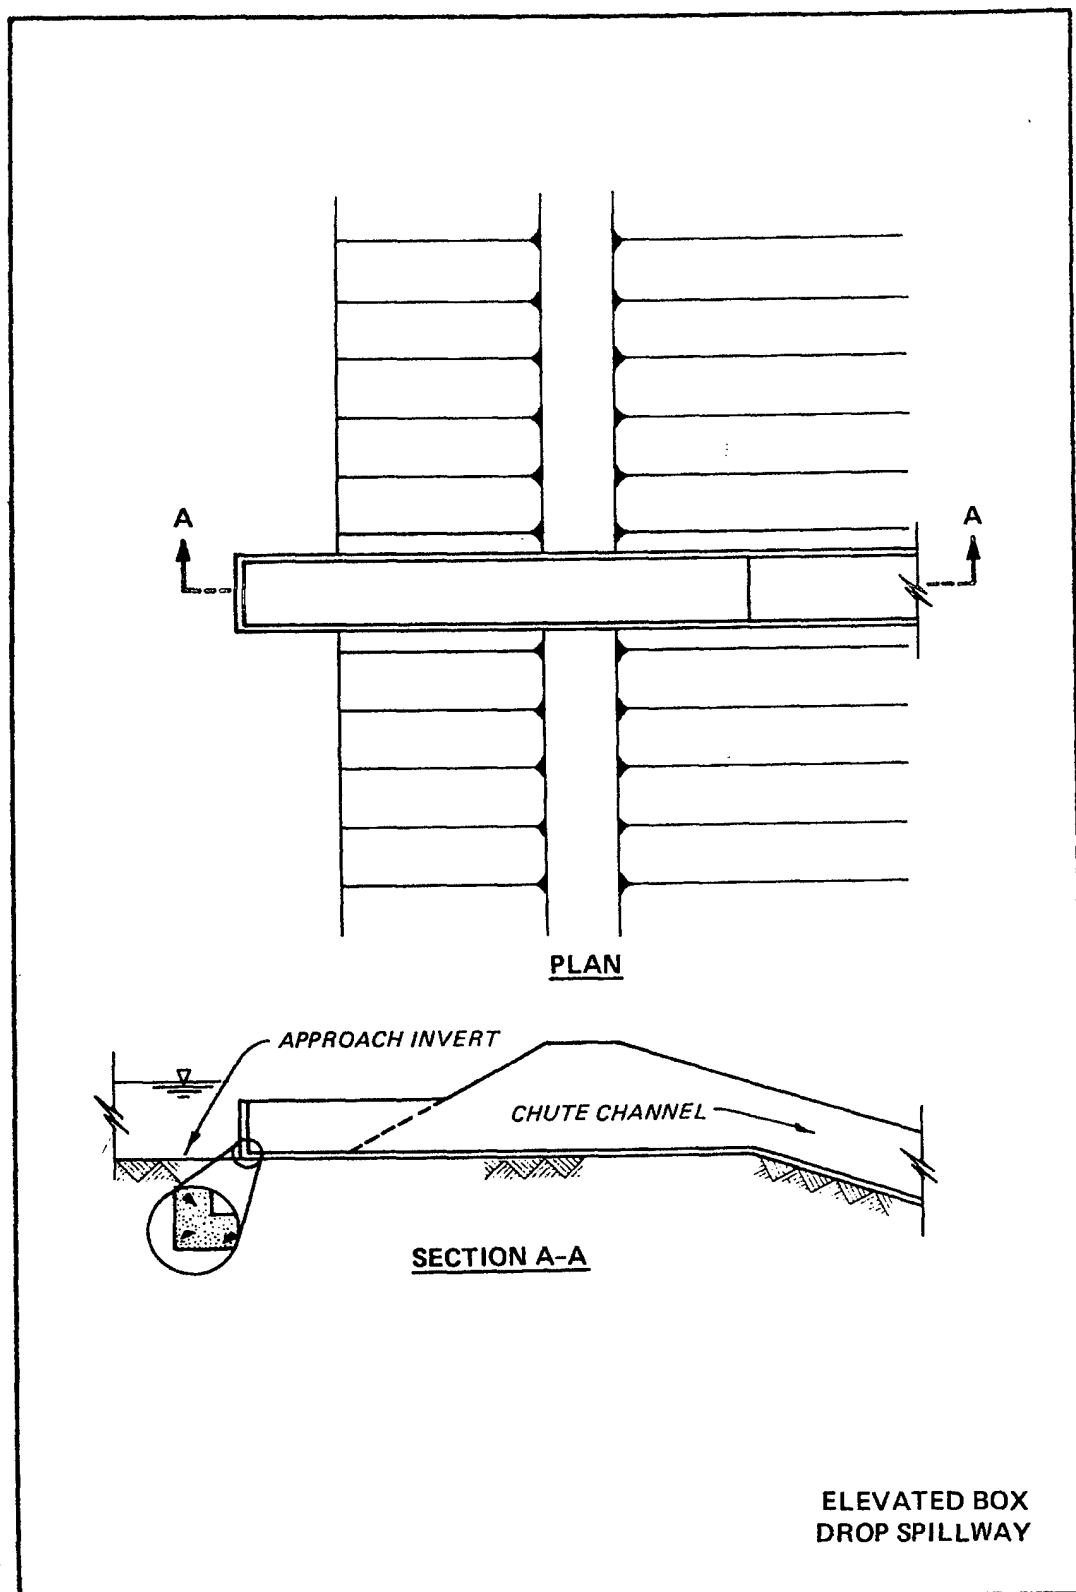 A
A
PLAN
APPROACH INVERT
CHUTE CHANNEL
SECTION A-A
ELEVATED BOX
DROP SPILLWAY